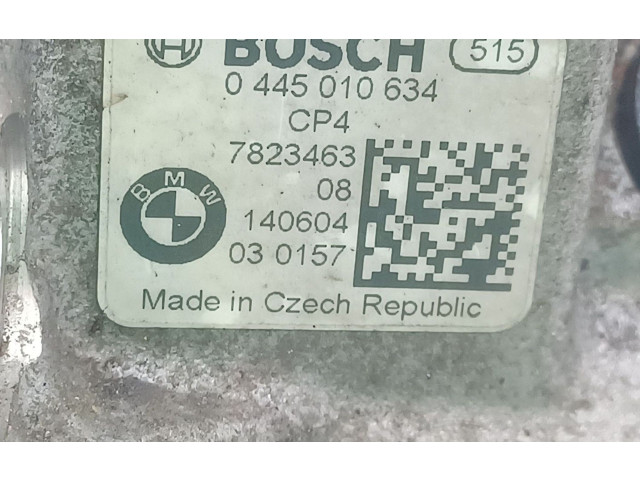 BOSCH 515
0 445 010 634
CP4
7823463
08
BMW
140604
03 0157
Made in Czech Republic